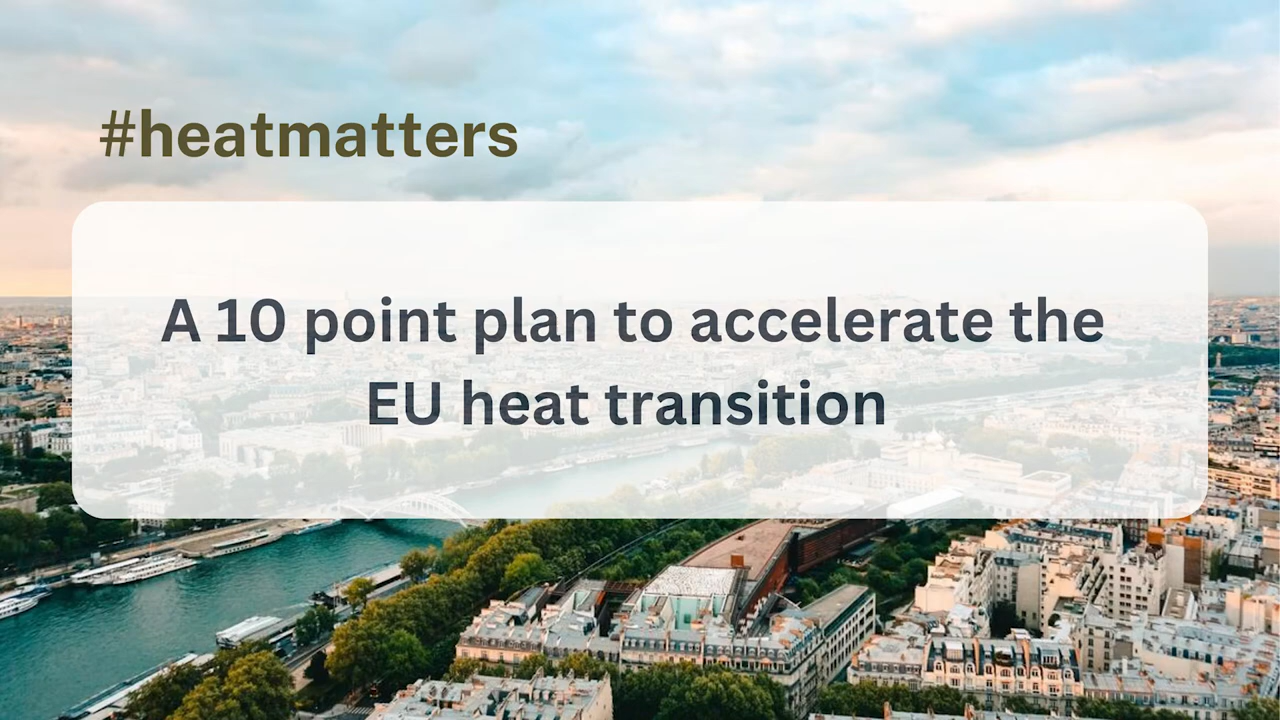 #heatmatters
A 10 point plan to accelerate the
EU heat transition